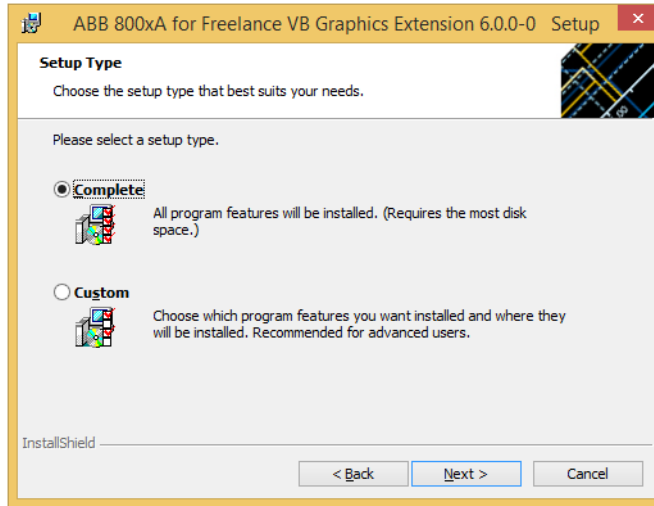 ABB 800xA for Freelance VB Graphics Extension 6.0.0-0 Setup
Setup Type
Choose the setup type that best suits your needs.
Please select a setup type.
Complete
All program features will be installed. (Requires the most disk
space.)
Custom
Choose which program features you want installed and where they
will be installed. Recommended for advanced users.
InstallShield
< Back Next > Cancel